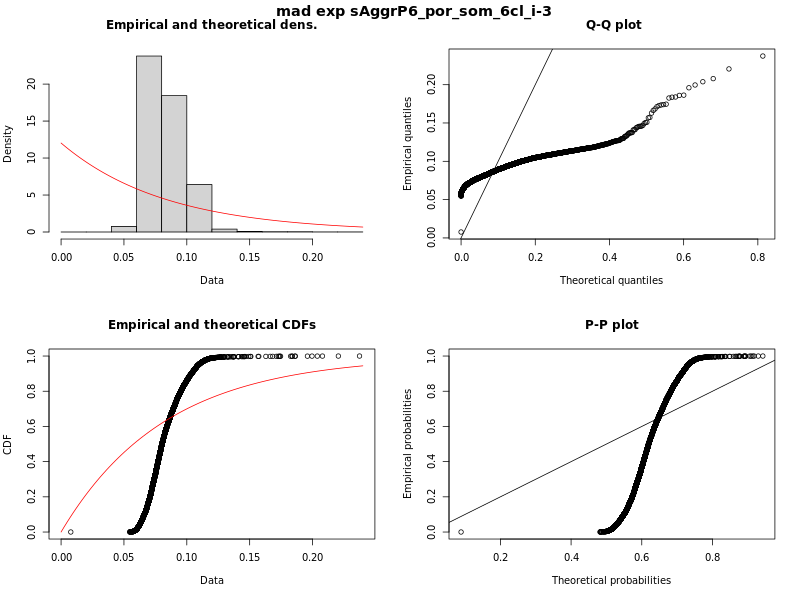 mad exp sAggrP6_por_som_6cl_i-3
Empirical and theoretical dens.
Density
0 5 10 15 20
0.00 0.05 0.10 0.15 0.20
Data
Q-Q plot
Empirical quantiles
0.00 0.05 0.10 0.15 0.20
0.0 0.2 0.4 0.6 0.8
Theoretical quantiles
Empirical and theoretical CDFs
CDF
0.0 0.2 0.4 0.6 0.8 1.0
0.00 0.05 0.10 0.15 0.20
Data
P-P plot
Empirical probabilities
0.0 0.2 0.4 0.6 0.8 1.0
0.2 0.4 0.6 0.8
Theoretical probabilities